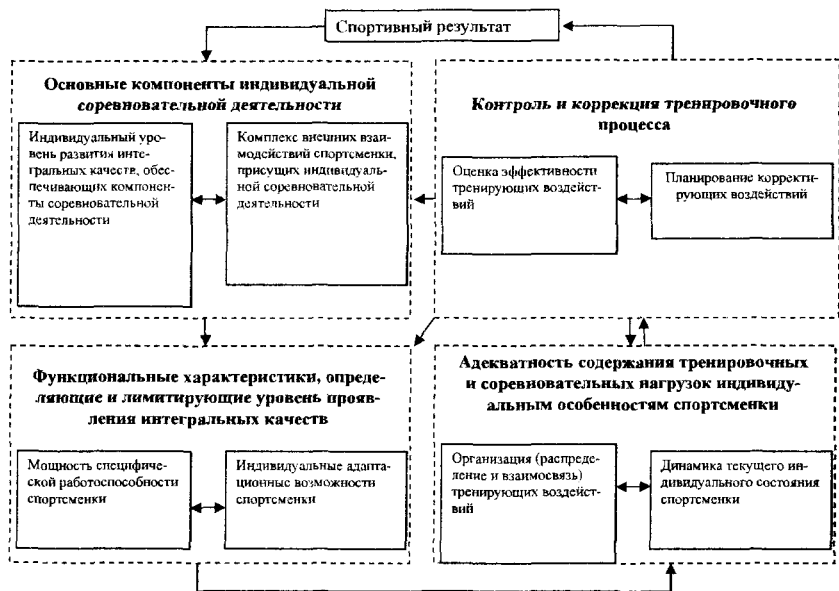 Спортивный результат
Основные компоненты индивидуальной
соревновательной деятельности
Индивидуальный уро-
вень развития инте-
гральных качеств, обес-
печивающих компонен-
ты соревновательной
деятельности
Комплекс внешних взаи-
модействий спортсменки,
присущих индивидуаль-
ной соревновательной
деятельности
Контроль и коррекция тренировочного
процесса
Оценка эффективности
тренирующих воздейст-
вий
Планирование корректи-
рующих воздействий
Функциональные характеристики, опреде-
ляющие и лимитирующие уровень прояв-
ления интегральных качеств
Мощность специфиче-
ской работоспособности
спортсменки
Индивидуальные адапта-
ционные возможности
спортсменки
Адекватность содержания тренировочных
и соревновательных нагрузок индивиду-
альным особенностям спортсменки
Организация (распреде-
ление и взаимосвязь)
тренирующих воздейст-
вий
Динамика текущего ин-
дивидуального состояния
спортсменки